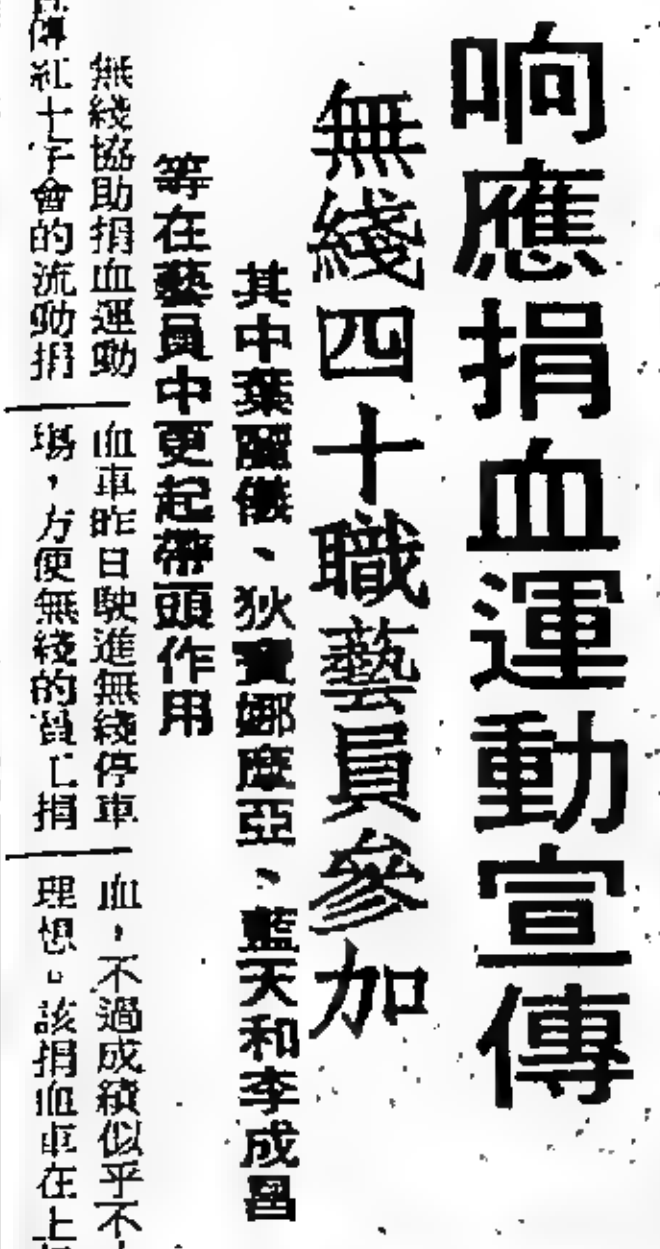 响應捐血運動宣傳
無綫四十職藝員參加
其中葉麗儀、狄寶娜摩亞、藍天和李成昌
等在藝員中更起帶頭作用
無綫協助捐血運動
傳紅十字會的流動捐
血車昨日駛進無綫停車
場，方便無綫的員工捐
血，不過成績似乎不
理想。該捐血車在上